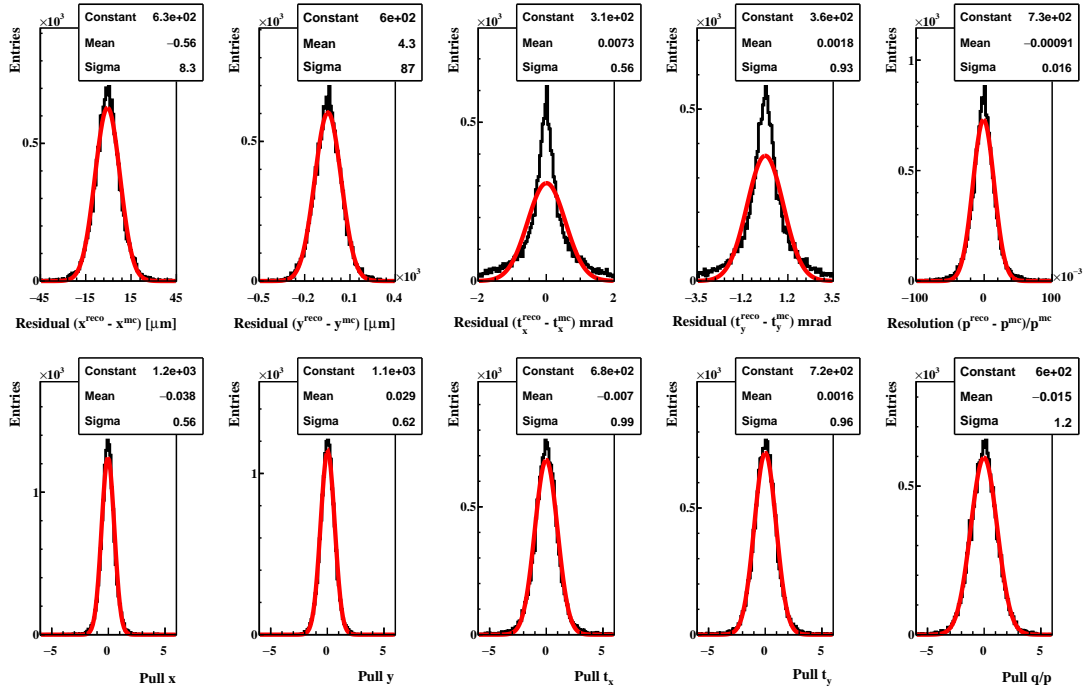 ×10³
Entries
Constant 6.3e+02
Mean −0.56
Sigma 8.3
0.5
0
−45 −15 15 45
Residual (x^reco - x^mc) [μm]
×10³
Entries
Constant 6e+02
Mean 4.3
Sigma 87
0.5
0
−0.5 −0.2 0.1 0.4
×10³
Residual (y^reco - y^mc) [μm]
×10³
Entries
Constant 3.1e+02
Mean 0.0073
Sigma 0.56
0.5
0
−2 0 2
Residual (t_x^reco - t_x^mc) mrad
×10³
Entries
Constant 3.6e+02
Mean 0.0018
Sigma 0.93
0.5
0
−3.5 −1.2 1.2 3.5
Residual (t_y^reco - t_y^mc) mrad
×10³
Entries
Constant 7.3e+02
Mean −0.00091
Sigma 0.016
1
0.5
0
−100 0 100
×10⁻³
Resolution (p^reco - p^mc)/p^mc
×10³
Entries
Constant 1.2e+03
Mean −0.038
Sigma 0.56
1
0
−5 0 5
Pull x
×10³
Entries
Constant 1.1e+03
Mean 0.029
Sigma 0.62
1
0
−5 0 5
Pull y
×10³
Entries
Constant 6.8e+02
Mean −0.007
Sigma 0.99
1
0.5
0
−5 0 5
Pull t_x
×10³
Entries
Constant 7.2e+02
Mean 0.0016
Sigma 0.96
1
0.5
0
−5 0 5
Pull t_y
×10³
Entries
Constant 6e+02
Mean −0.015
Sigma 1.2
0.5
0
−5 0 5
Pull q/p